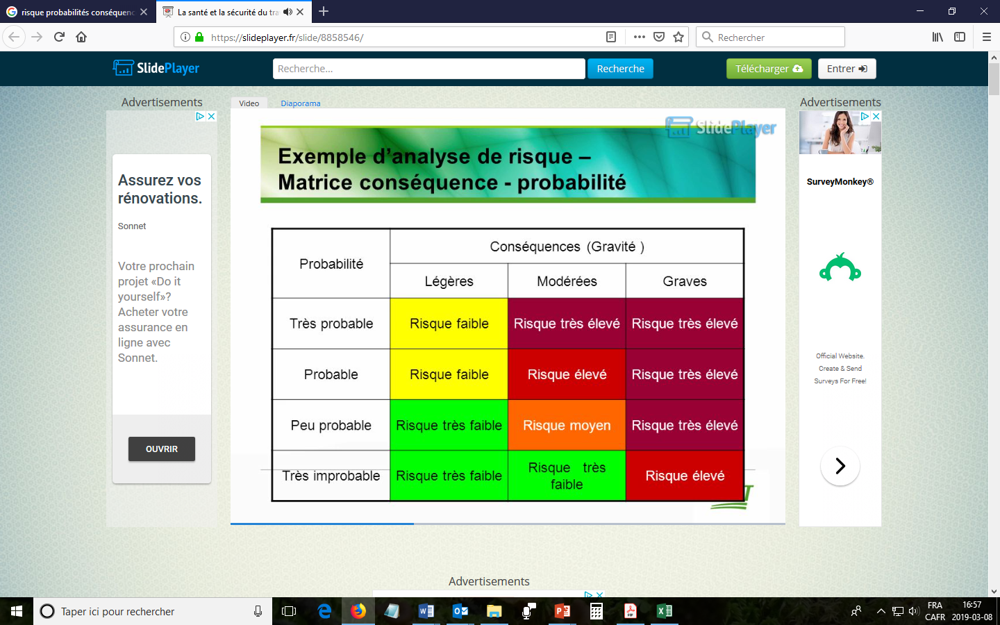 risque probabilités conséquenc
La santé et la sécurité du tra
https://slideplayer.fr/slide/8858546/
Rechercher
SlidePlayer
Recherche...
Recherche
Télécharger
Entrer
Advertisements
Video
Diaporama
Advertisements
SlidePlayer
Exemple d’analyse de risque –
Matrice conséquence - probabilité
Assurez vos
rénovations.
Sonnet
Votre prochain
projet «Do it
yourself»?
Acheter votre
assurance en
ligne avec
Sonnet.
OUVRIR
Probabilité
Conséquences (Gravité )
Légères
Modérées
Graves
Très probable
Risque faible
Risque très élevé
Risque très élevé
Probable
Risque faible
Risque élevé
Risque très élevé
Peu probable
Risque très faible
Risque moyen
Risque très élevé
Très improbable
Risque très faible
Risque très
faible
Risque élevé
SurveyMonkey®
Official Website.
Create & Send
Surveys For Free!
Advertisements
Taper ici pour rechercher
FRA
CAFR
16:57
2019-03-08